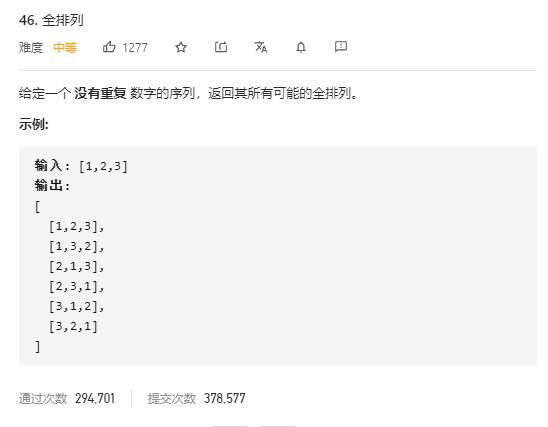 46. 全排列
难度 中等 1277
给定一个 没有重复 数字的序列，返回其所有可能的全排列。
示例:
输入: [1,2,3]
输出:
[
[1,2,3],
[1,3,2],
[2,1,3],
[2,3,1],
[3,1,2],
[3,2,1]
]
通过次数 294,701 提交次数 378,577